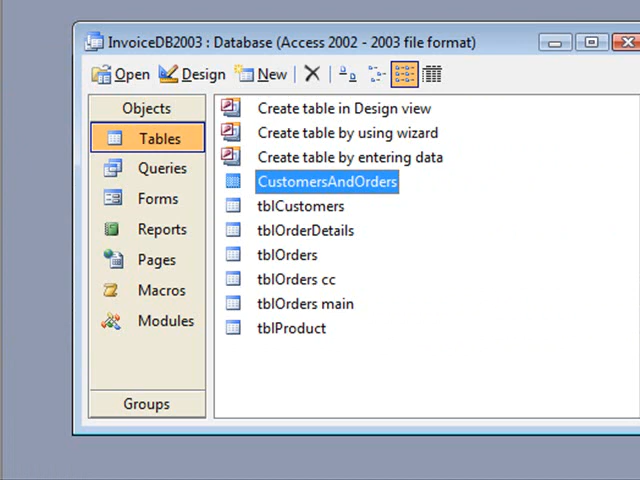 InvoiceDB2003 : Database (Access 2002 - 2003 file format)
Open Design New
Objects
Tables
Queries
Forms
Reports
Pages
Macros
Modules
Groups
Create table in Design view
Create table by using wizard
Create table by entering data
CustomersAndOrders
tblCustomers
tblOrderDetails
tblOrders
tblOrders cc
tblOrders main
tblProduct